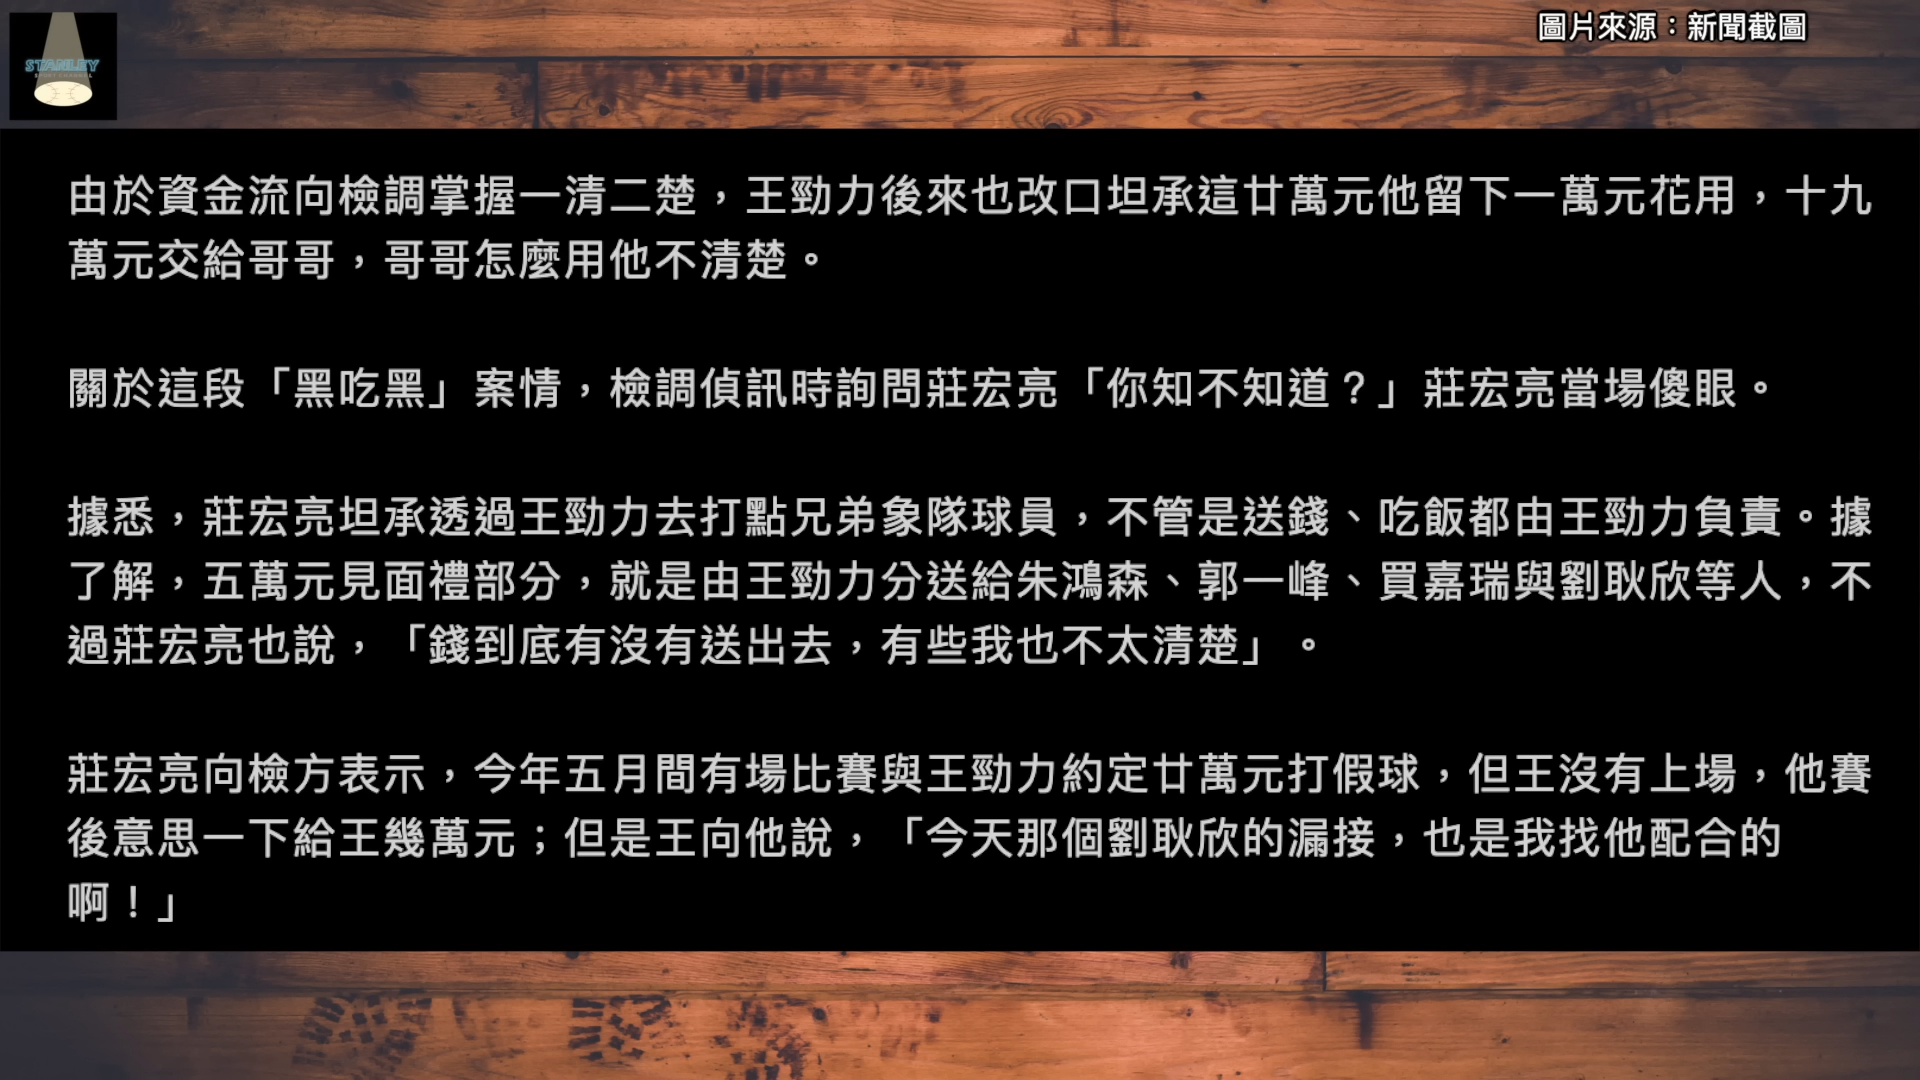 STANLEY
圖片來源：新聞截圖
由於資金流向檢調掌握一清二楚，王勁力後來也改口坦承這廿萬元他留下一萬元花用，十九
萬元交給哥哥，哥哥怎麼用他不清楚。
關於這段「黑吃黑」案情，檢調偵訊時詢問莊宏亮「你知不知道？」莊宏亮當場傻眼。
據悉，莊宏亮坦承透過王勁力去打點兄弟象隊球員，不管是送錢、吃飯都由王勁力負責。據
了解，五萬元見面禮部分，就是由王勁力分送給朱鴻森、郭一峰、買嘉瑞與劉耿欣等人，不
過莊宏亮也說，「錢到底有沒有送出去，有些我也不太清楚」。
莊宏亮向檢方表示，今年五月間有場比賽與王勁力約定廿萬元打假球，但王沒有上場，他賽
後意思一下給王幾萬元；但是王向他說，「今天那個劉耿欣的漏接，也是我找他配合的
啊！」